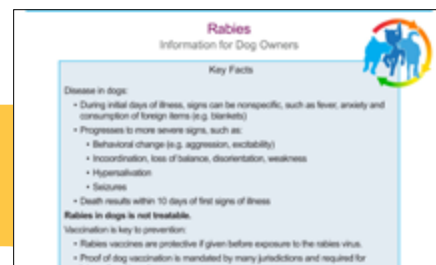 Rabies
Information for Dog Owners
Key Facts
Disease in dogs:
• During initial days of illness, signs can be nonspecific, such as fever, anxiety and
consumption of foreign items (e.g. blankets)
• Progresses to more severe signs, such as:
• Behavioral change (e.g. aggression, excitability)
• Incoordination, loss of balance, disorientation, weakness
• Hypersalivation
• Seizures
• Death results within 10 days of first signs of illness
Rabies in dogs is not treatable.
Vaccination is key to prevention:
• Rabies vaccines are protective if given before exposure to the rabies virus.
• Proof of dog vaccination is mandated by many jurisdictions and required for